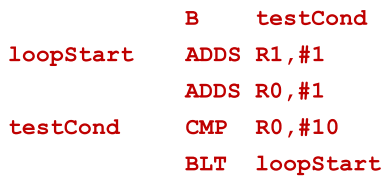 B testCond
loopStart ADDS R1,#1
ADDS R0,#1
testCond CMP R0,#10
BLT loopStart